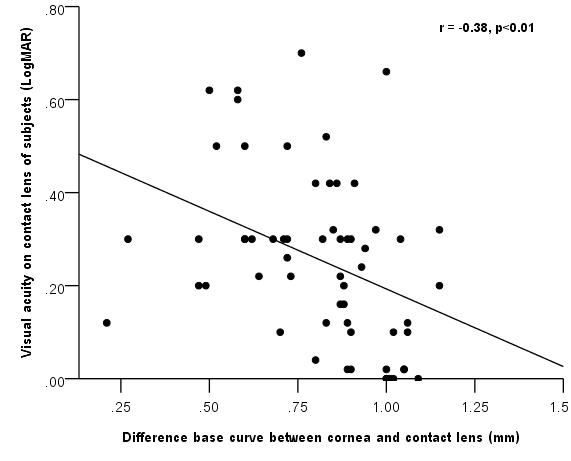 r = -0.38, p<0.01
Visual acuity on contact lens of subjects (LogMAR)
.80
.60
.40
.20
.00
.25 .50 .75 1.00 1.25 1.5
Difference base curve between cornea and contact lens (mm)